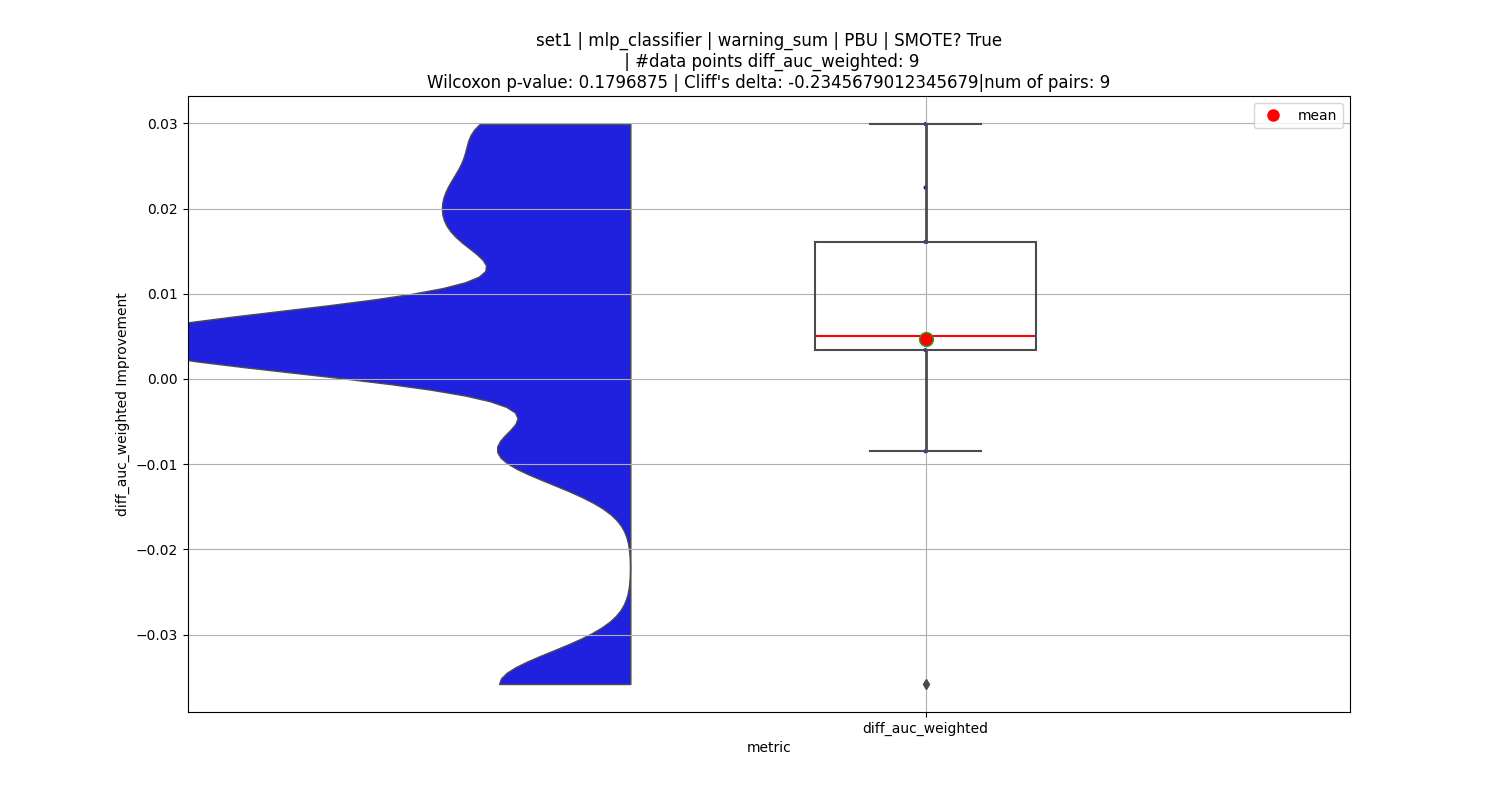 set1 | mlp_classifier | warning_sum | PBU | SMOTE? True
| #data points diff_auc_weighted: 9
Wilcoxon p-value: 0.1796875 | Cliff's delta: -0.2345679012345679|num of pairs: 9
mean
0.03
0.02
0.01
0.00
−0.01
−0.02
−0.03
diff_auc_weighted Improvement
diff_auc_weighted
metric